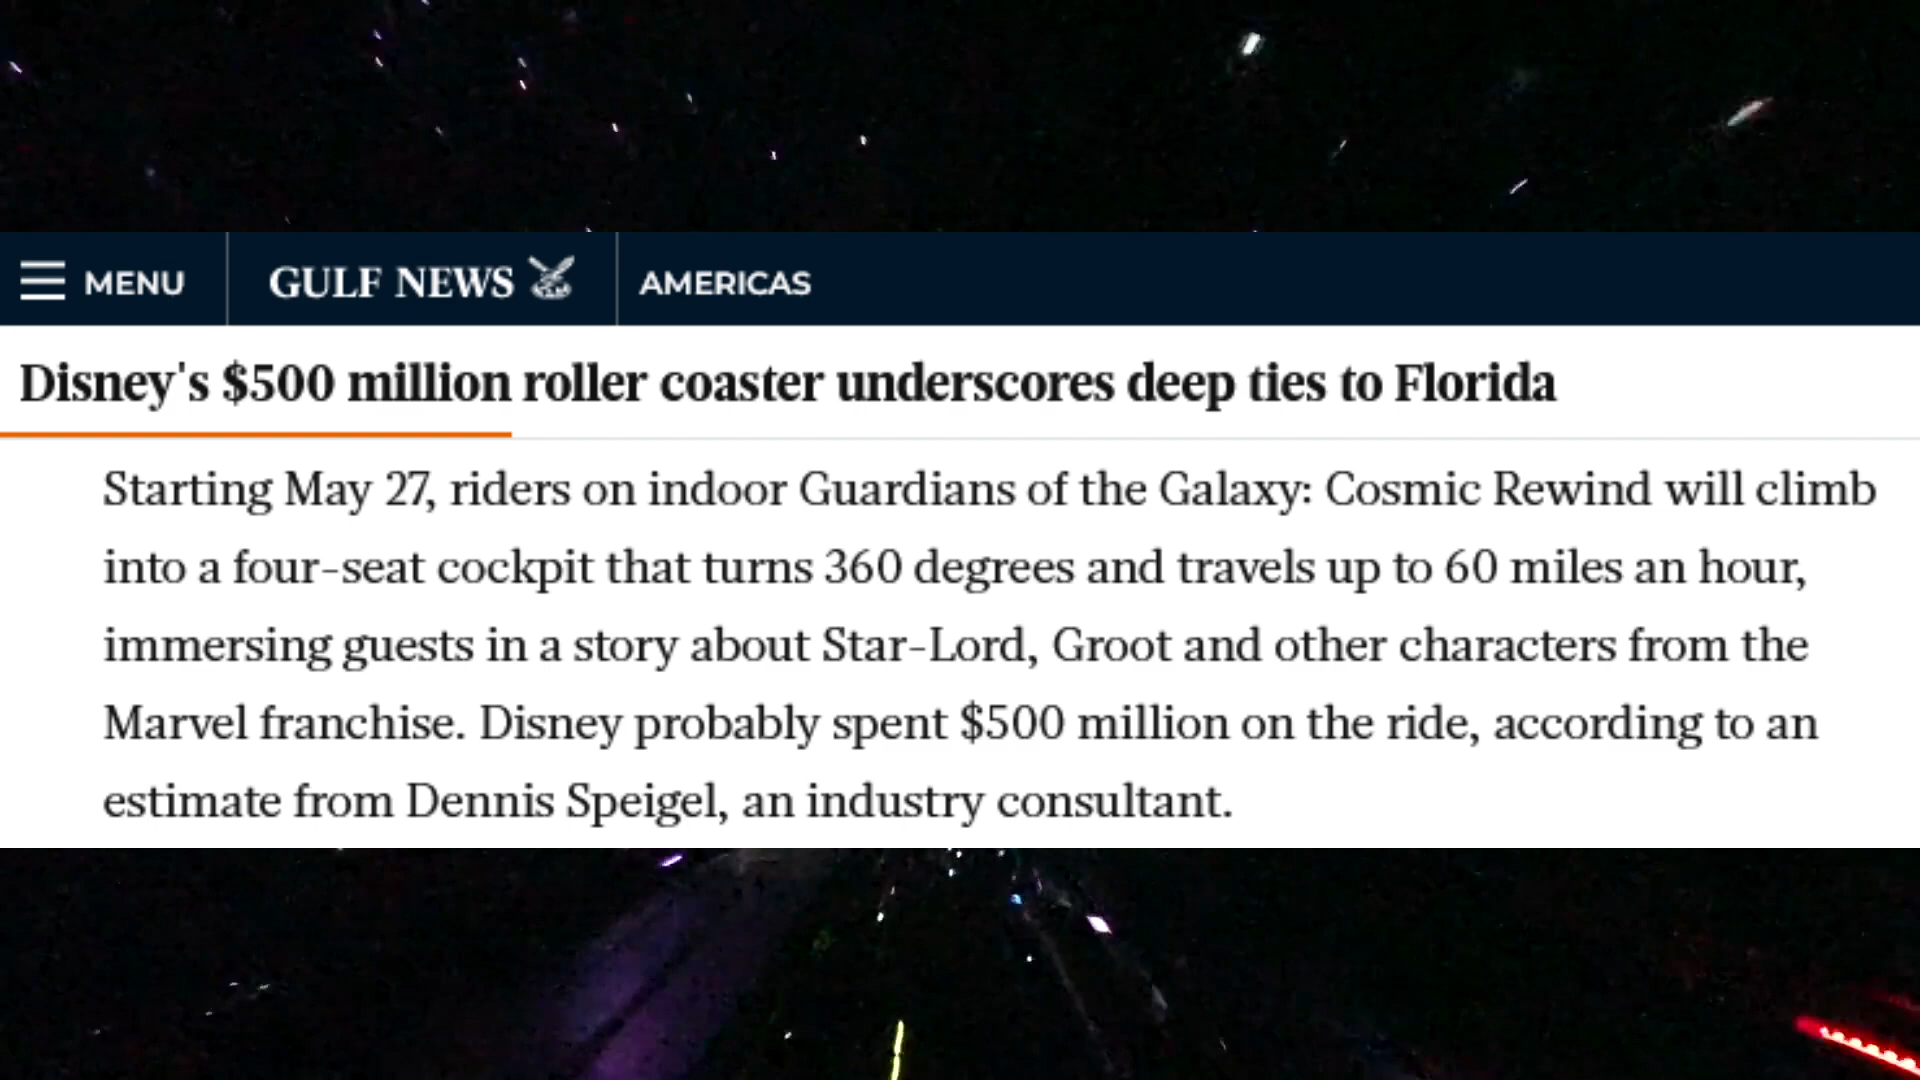 MENU GULF NEWS AMERICAS
Disney's $500 million roller coaster underscores deep ties to Florida
Starting May 27, riders on indoor Guardians of the Galaxy: Cosmic Rewind will climb
into a four-seat cockpit that turns 360 degrees and travels up to 60 miles an hour,
immersing guests in a story about Star-Lord, Groot and other characters from the
Marvel franchise. Disney probably spent $500 million on the ride, according to an
estimate from Dennis Speigel, an industry consultant.